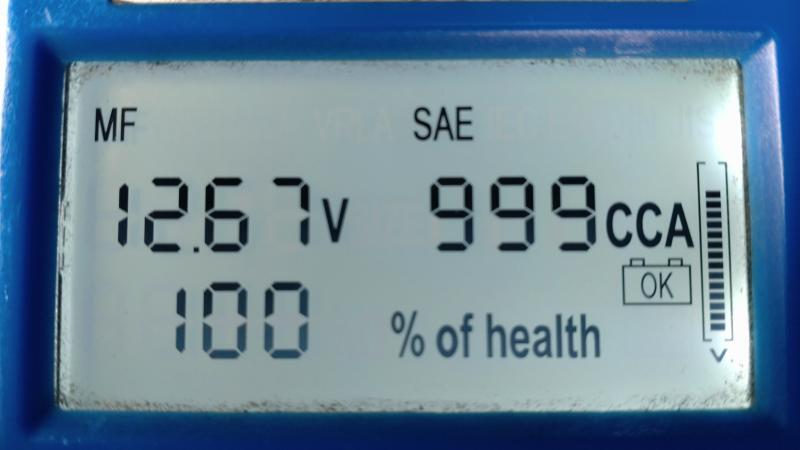 MF SAE
12.67V 999CCA
OK
100 % of health